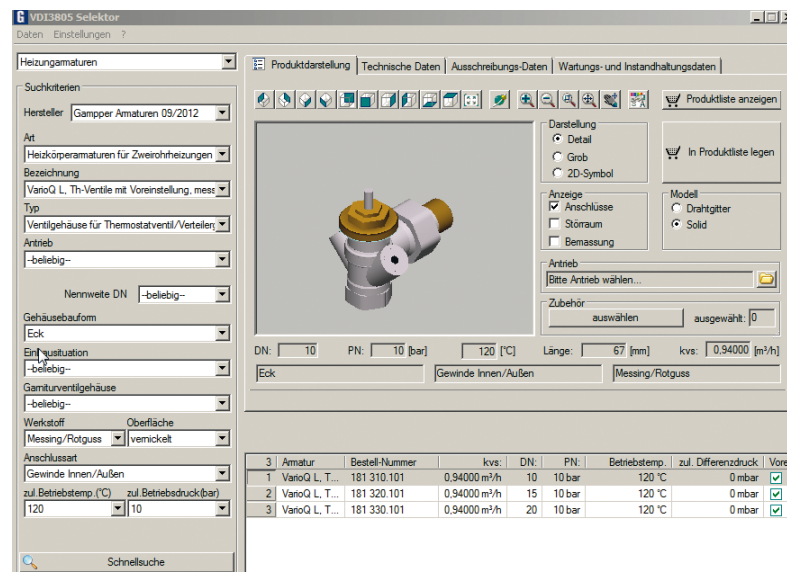 VDI3805 Selektor
Daten Einstellungen ?
Heizungamaturen
Suchkriterien
Hersteller Gampper Armaturen 09/2012
Art
Heizkörperarmaturen für Zweirohrheizungen
Bezeichnung
VarioQ L, Th-Ventile mit Voreinstellung, mess
Typ
Ventilgehäuse für Thermostatventil/Verteilerg
Antrieb
--beliebig--
Nennweite DN --beliebig--
Gehäusebauform
Eck
Einbausituation
--beliebig--
Garniturventilgehäuse
--beliebig--
Werkstoff Oberfläche
Messing/Rotguss vernickelt
Anschlussart
Gewinde Innen/Außen
zul.Betriebstemp.(°C) zul.Betriebsdruck(bar)
120 10
Schnellsuche
Produktdarstellung Technische Daten Ausschreibungs-Daten Wartungs- und Instandhaltungsdaten
Produktliste anzeigen
Darstellung
Detail
Grob
2D-Symbol
In Produktliste legen
Anzeige
Anschlüsse
Störraum
Bemassung
Modell
Drahtgitter
Solid
Antrieb
Bitte Antrieb wählen...
Zubehör
auswählen ausgewählt: 0
DN: 10 PN: 10 [bar] 120 [°C] Länge: 67 [mm] kvs: 0,94000 [m³/h]
Eck Gewinde Innen/Außen Messing/Rotguss
3 Armatur Bestell-Nummer kvs: DN: PN: Betriebstemp. zul. Differenzdruck Vore
1 VarioQ L, T... 181 310.101 0,94000 m³/h 10 10 bar 120 °C 0 mbar
2 VarioQ L, T... 181 320.101 0,94000 m³/h 15 10 bar 120 °C 0 mbar
3 VarioQ L, T... 181 330.101 0,94000 m³/h 20 10 bar 120 °C 0 mbar